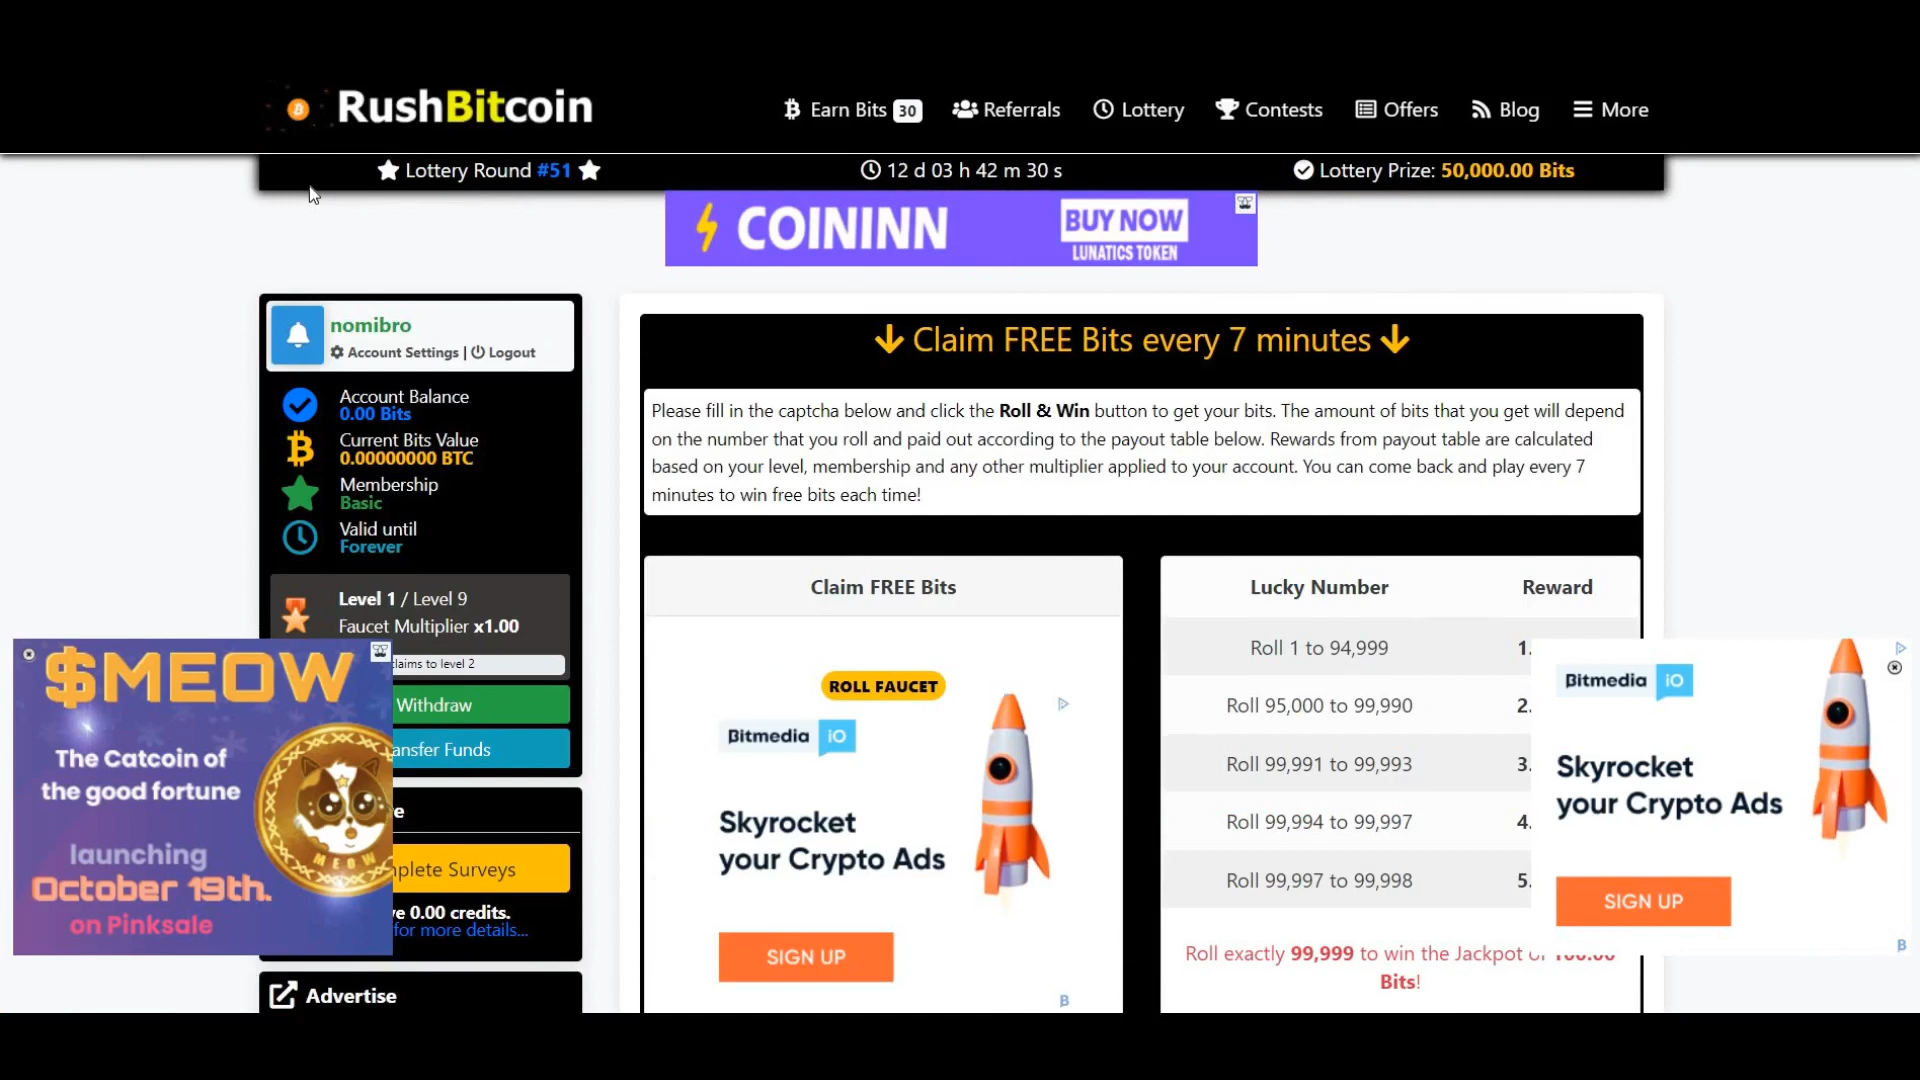 RushBitcoin
Earn Bits 30
Referrals
Lottery
Contests
Offers
Blog
More
Lottery Round #51
12 d 03 h 42 m 30 s
Lottery Prize: 50,000.00 Bits
COININN
BUY NOW
LUNATICS TOKEN
nomibro
Account Settings | Logout
Account Balance
0.00 Bits
Current Bits Value
0.00000000 BTC
Membership
Basic
Valid until
Forever
Level 1 / Level 9
Faucet Multiplier x1.00
claims to level 2
Withdraw
ansfer Funds
nplete Surveys
0.00 credits.
for more details...
Advertise
$MEOW
The Catcoin of
the good fortune
launching
October 19th.
on Pinksale
MEOW
Claim FREE Bits every 7 minutes
Please fill in the captcha below and click the Roll & Win button to get your bits. The amount of bits that you get will depend
on the number that you roll and paid out according to the payout table below. Rewards from payout table are calculated
based on your level, membership and any other multiplier applied to your account. You can come back and play every 7
minutes to win free bits each time!
Claim FREE Bits
ROLL FAUCET
Bitmedia iO
Skyrocket
your Crypto Ads
SIGN UP
Lucky Number Reward
Roll 1 to 94,999 1.
Roll 95,000 to 99,990 2.
Roll 99,991 to 99,993 3.
Roll 99,994 to 99,997 4.
Roll 99,997 to 99,998 5.
Roll exactly 99,999 to win the Jackpot
Bits!
Bitmedia iO
Skyrocket
your Crypto Ads
SIGN UP